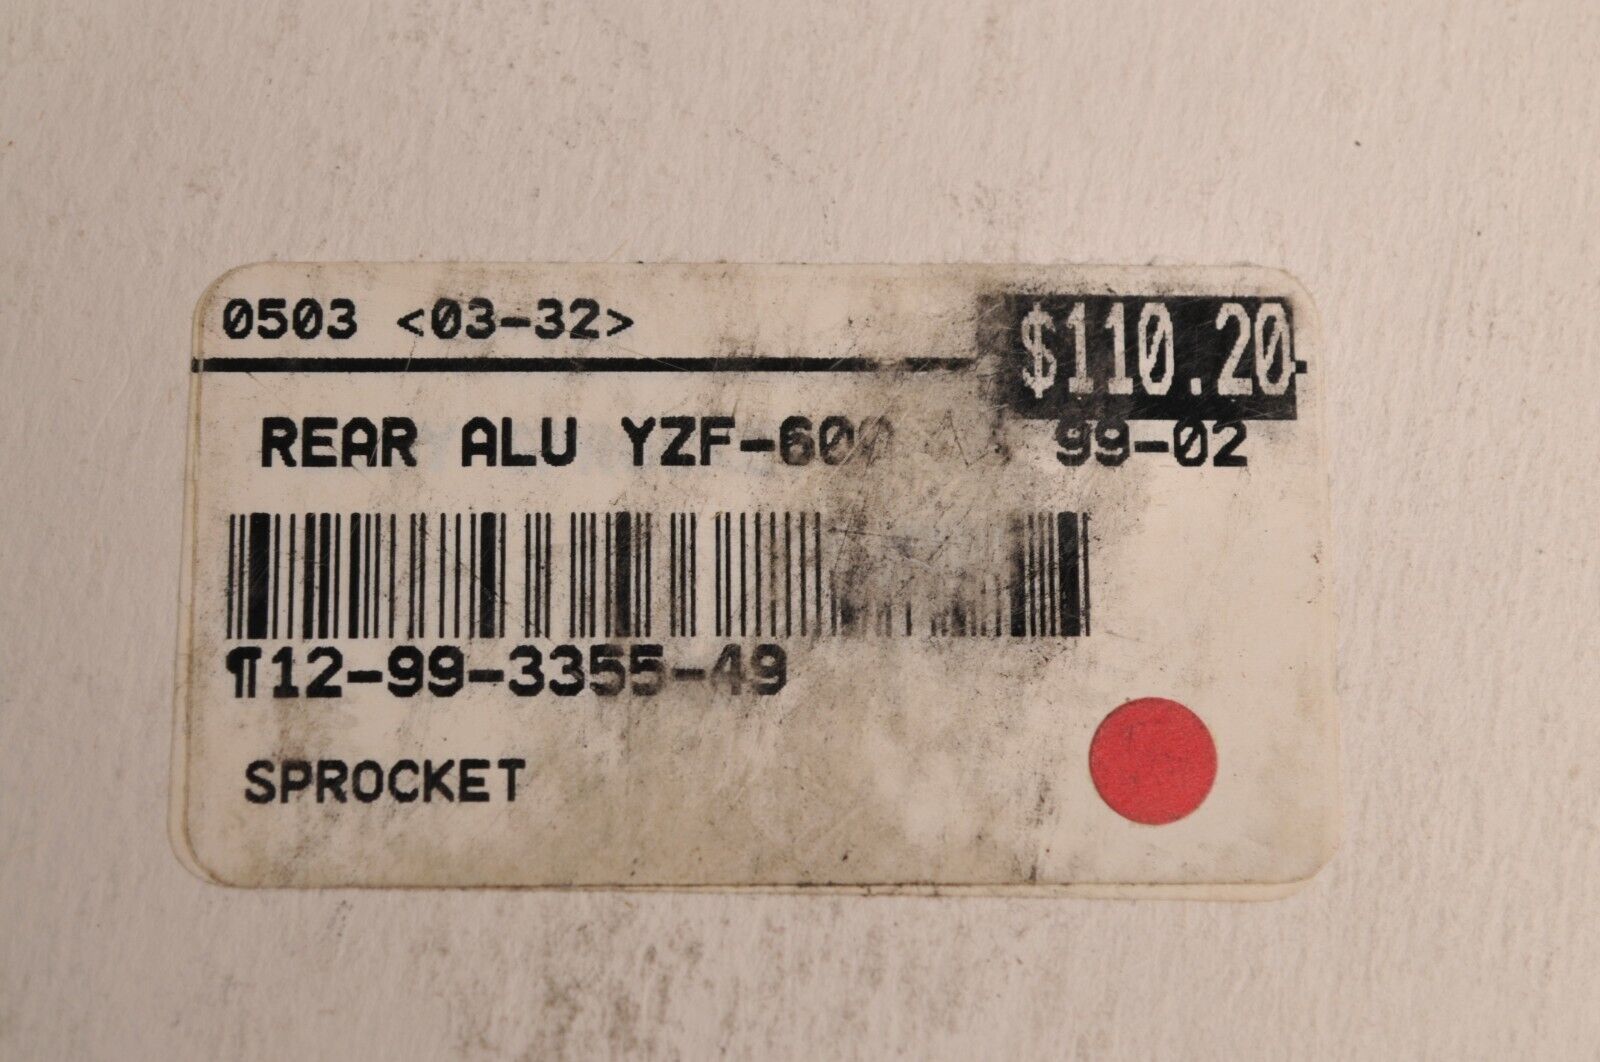 0503 <03-32>
$110.20
REAR ALU YZF-600 99-02
¶12-99-3355-49
SPROCKET